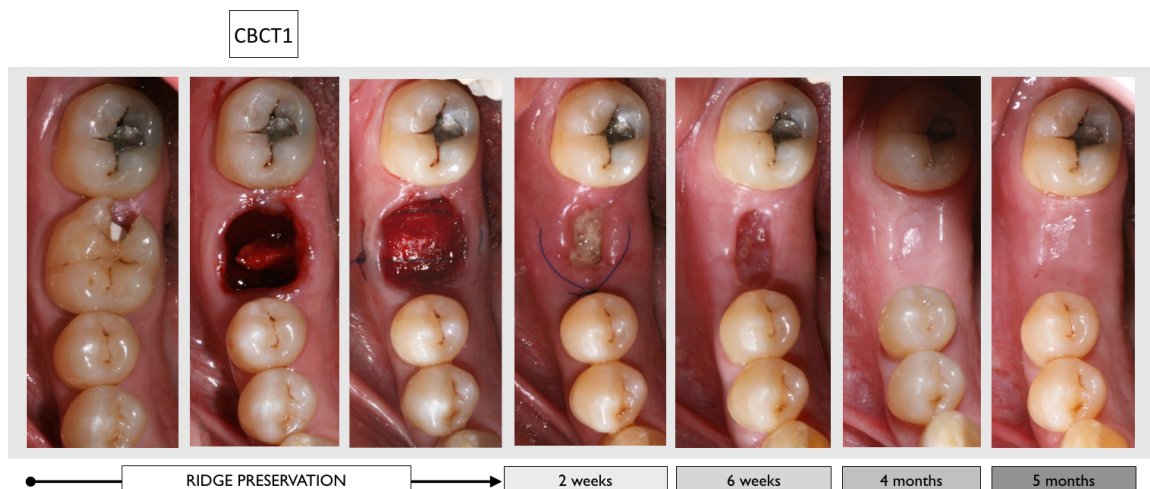 CBCT1
RIDGE PRESERVATION
2 weeks
6 weeks
4 months
5 months